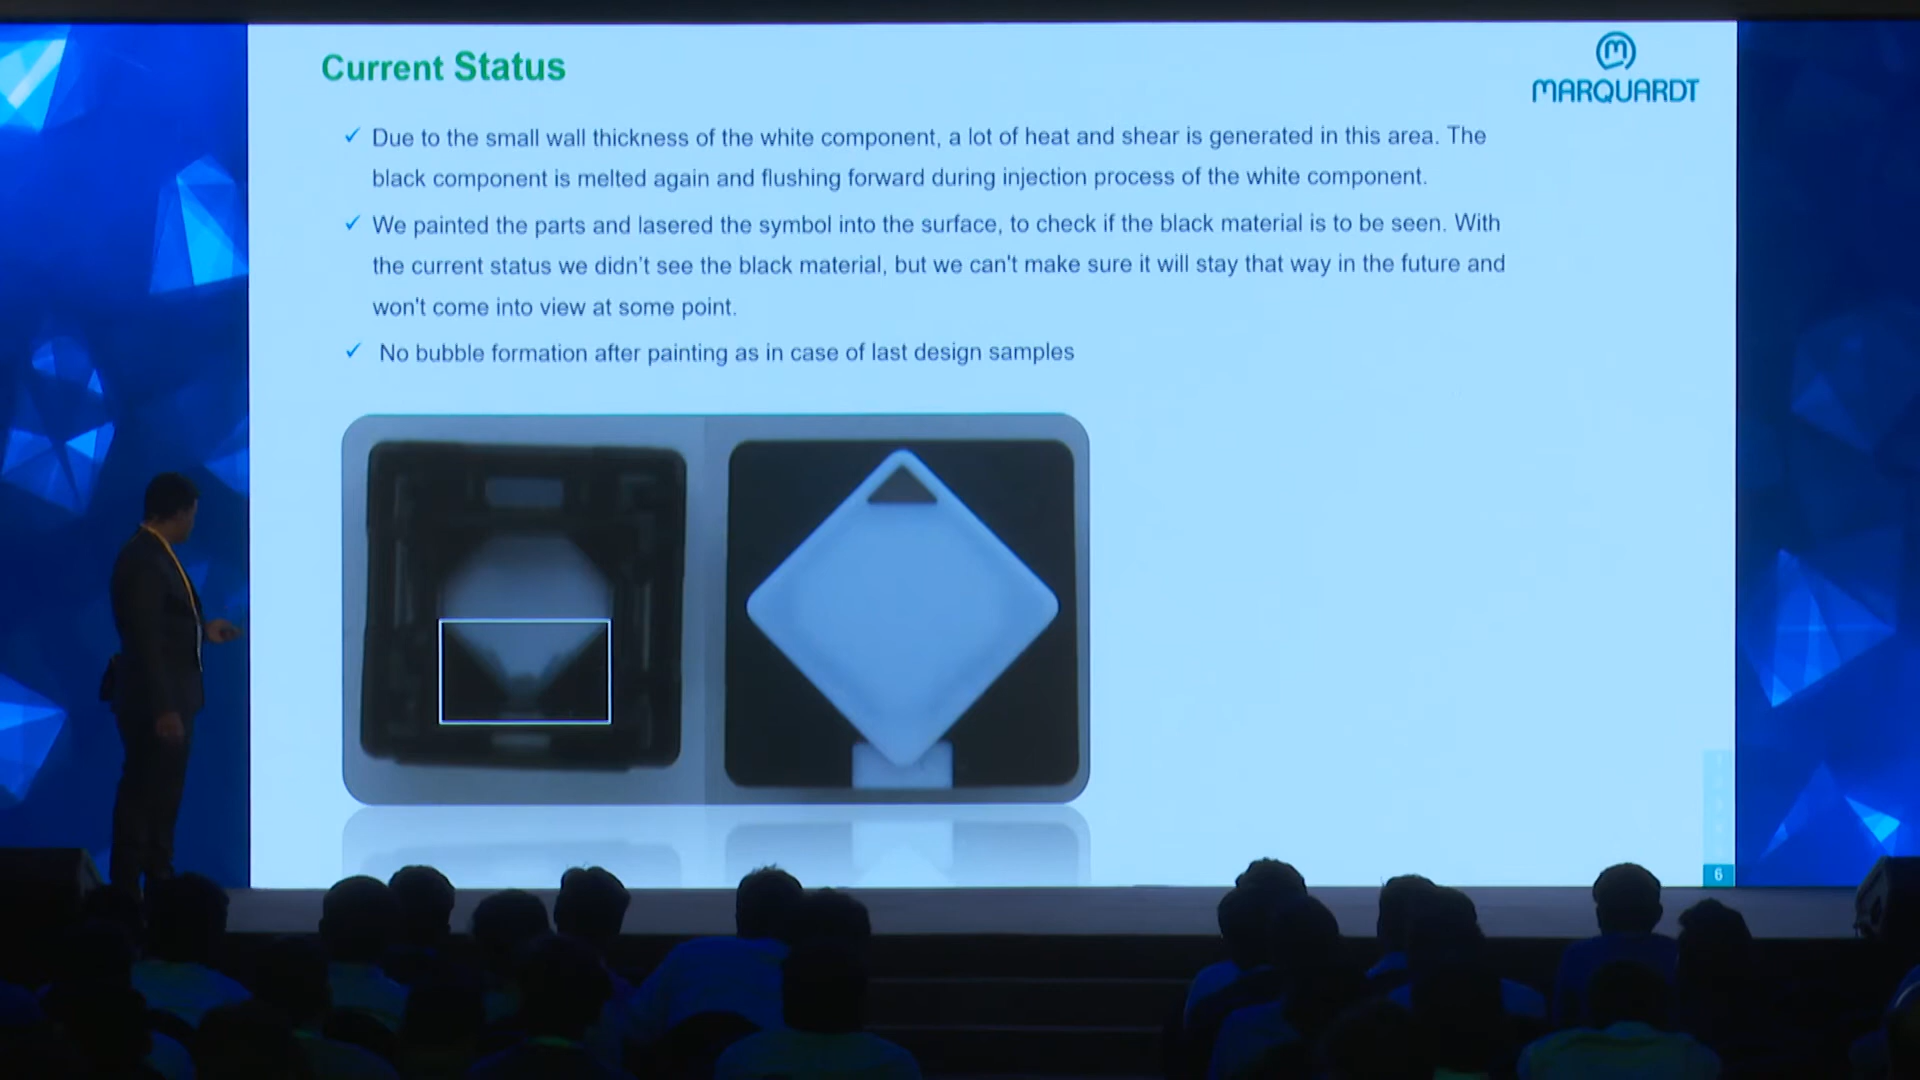 Current Status
MARQUARDT
✓ Due to the small wall thickness of the white component, a lot of heat and shear is generated in this area. The
black component is melted again and flushing forward during injection process of the white component.
✓ We painted the parts and lasered the symbol into the surface, to check if the black material is to be seen. With
the current status we didn't see the black material, but we can't make sure it will stay that way in the future and
won't come into view at some point.
✓ No bubble formation after painting as in case of last design samples
6